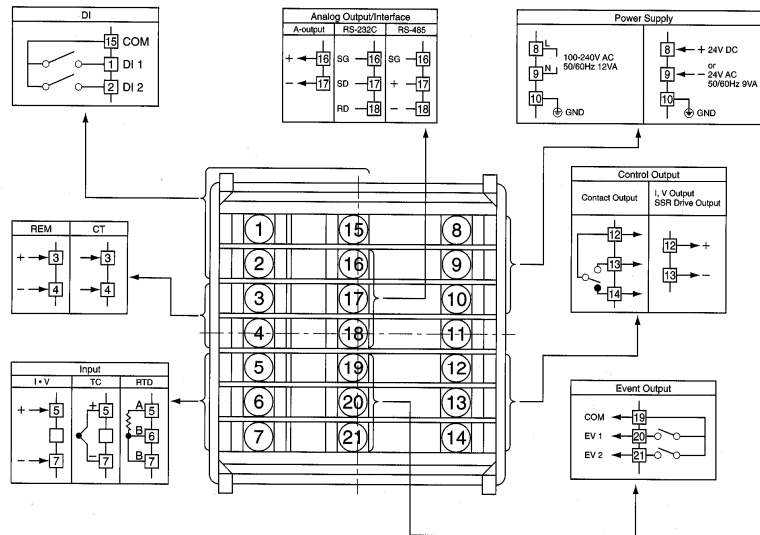 DI
15 COM
1 DI 1
2 DI 2
Analog Output/Interface
A-output RS-232C RS-485
+ 16 SG 16 SG 16
− 17 SD 17 + 17
RD 18 − 18
Power Supply
8 L
100-240V AC
9 N 50/60Hz 12VA
10
GND
8 + 24V DC
or
9 − 24V AC
50/60Hz 9VA
10
GND
REM CT
+ 3 3
− 4 4
Control Output
Contact Output
I, V Output
SSR Drive Output
12 12 +
13 13 −
14
Input
I • V TC RTD
+ 5 + 5 A 5
B 6
− 7 − 7 B 7
Event Output
COM 19
EV 1 20
EV 2 21
1 15 8
2 16 9
3 17 10
4 18 11
5 19 12
6 20 13
7 21 14